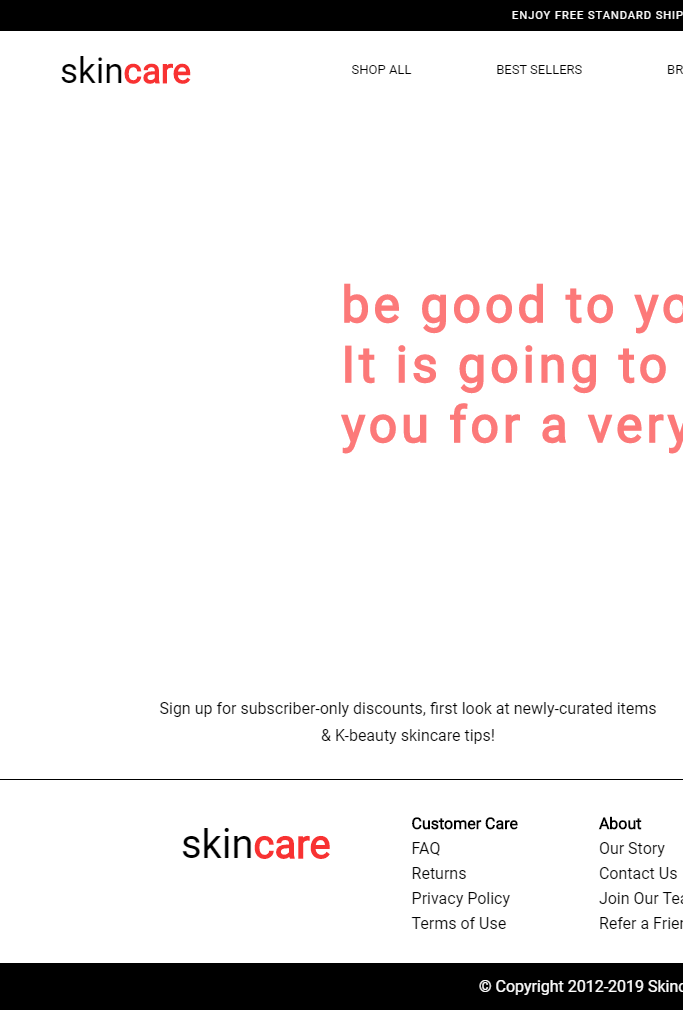 ENJOY FREE STANDARD SHIP
skincare
SHOP ALL BEST SELLERS BR
be good to yo
It is going to
you for a very
Sign up for subscriber-only discounts, first look at newly-curated items
& K-beauty skincare tips!
skincare
Customer Care About
FAQ Our Story
Returns Contact Us
Privacy Policy Join Our Tea
Terms of Use Refer a Frien
© Copyright 2012-2019 Skinc